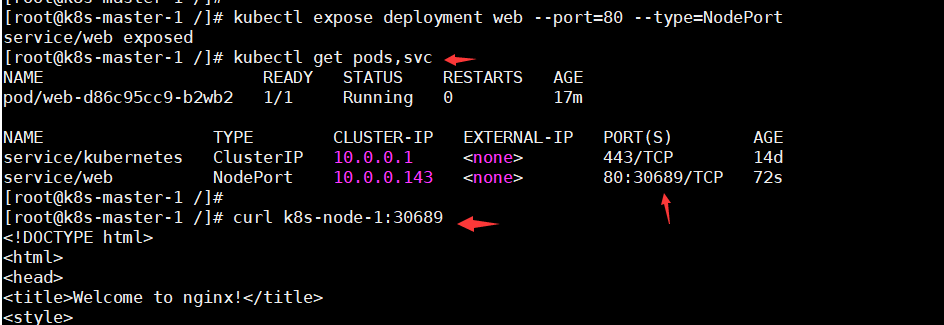 [root@k8s-master-1 /]#
[root@k8s-master-1 /]# kubectl expose deployment web --port=80 --type=NodePort
service/web exposed
[root@k8s-master-1 /]# kubectl get pods,svc
NAME READY STATUS RESTARTS AGE
pod/web-d86c95cc9-b2wb2 1/1 Running 0 17m
NAME TYPE CLUSTER-IP EXTERNAL-IP PORT(S) AGE
service/kubernetes ClusterIP 10.0.0.1 <none> 443/TCP 14d
service/web NodePort 10.0.0.143 <none> 80:30689/TCP 72s
[root@k8s-master-1 /]#
[root@k8s-master-1 /]# curl k8s-node-1:30689
<!DOCTYPE html>
<html>
<head>
<title>Welcome to nginx!</title>
<style>